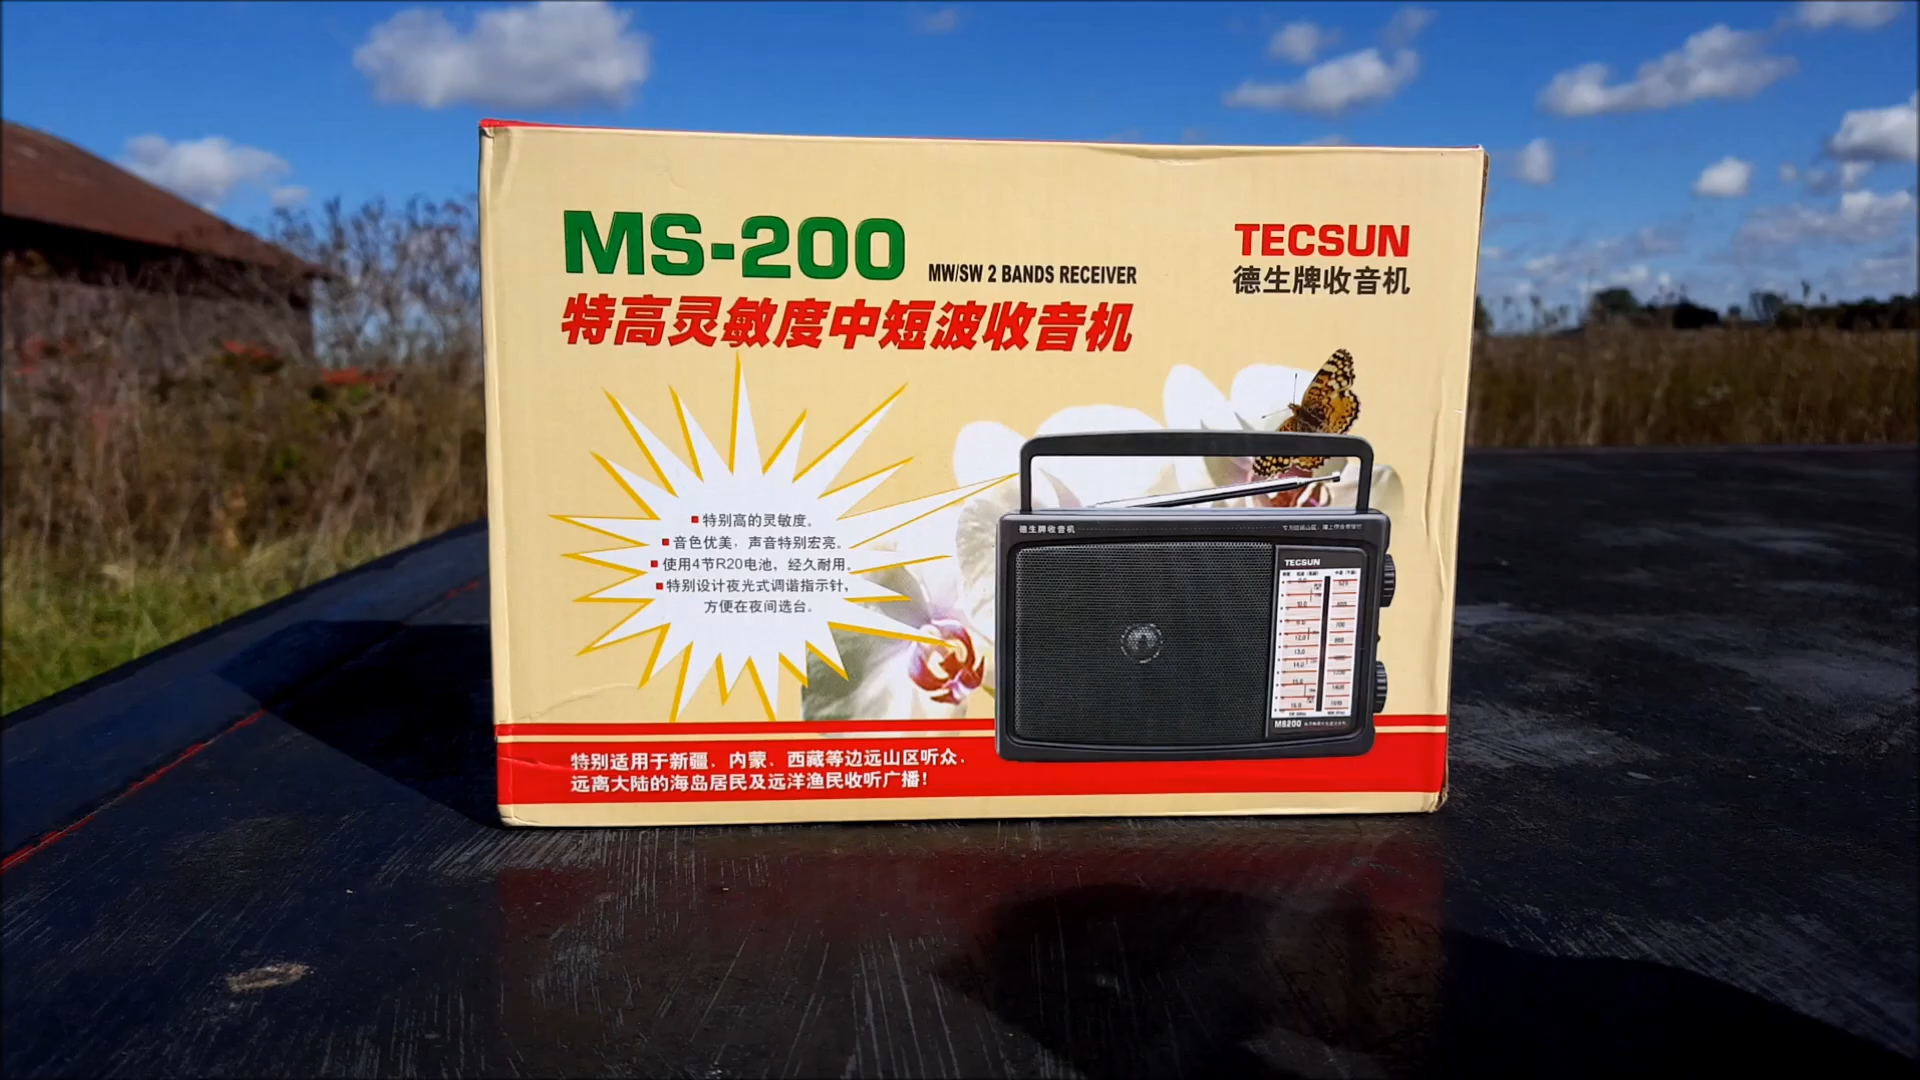 MS-200
MW/SW 2 BANDS RECEIVER
TECSUN
德生牌收音机
特高灵敏度中短波收音机
■特别高的灵敏度。
■音色优美，声音特别宏亮。
■使用4节R20电池，经久耐用。
■特别设计夜光式调谐指示针，
方便在夜间选台。
德生牌收音机
TECSUN
MS200
特别适用于新疆、内蒙、西藏等边远山区听众，
远离大陆的海岛居民及远洋渔民收听广播！